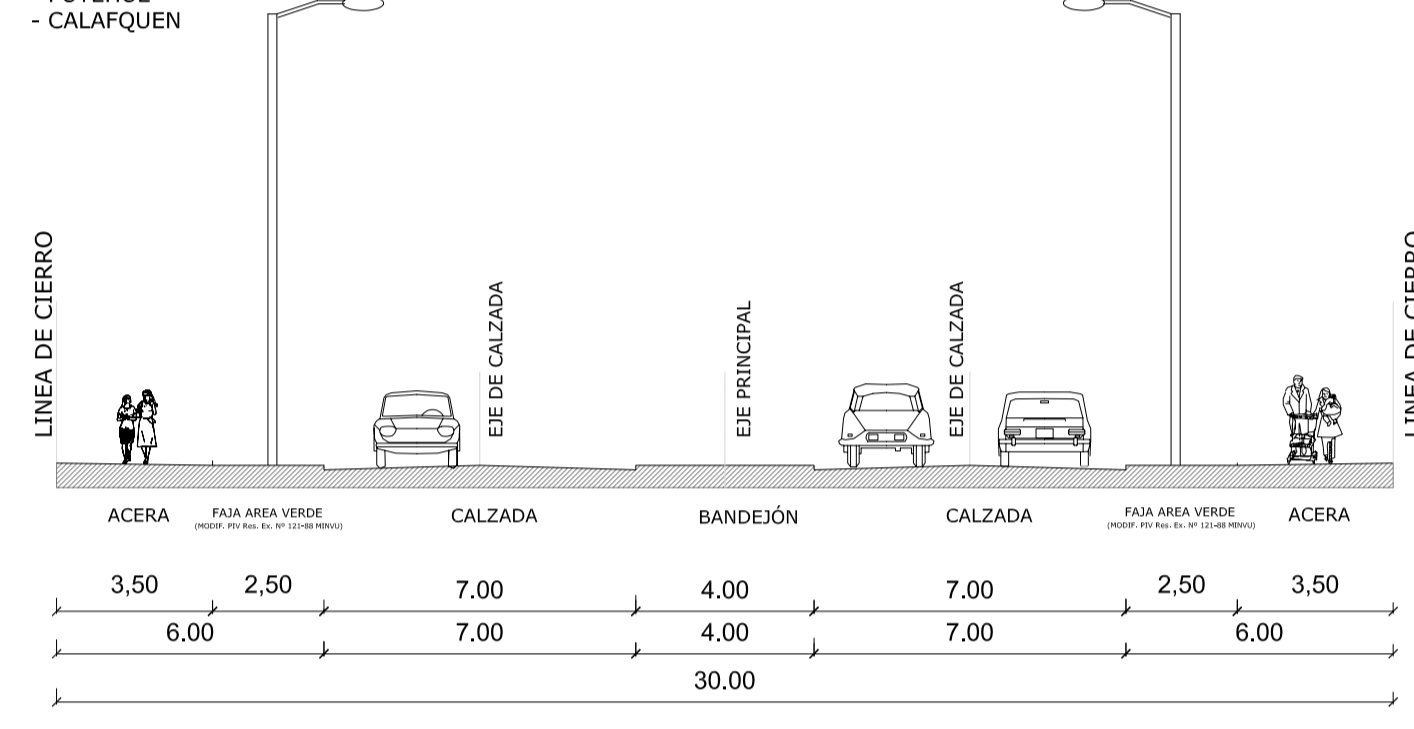 - CALAFQUEN
LINEA DE CIERRO
EJE DE CALZADA
EJE PRINCIPAL
EJE DE CALZADA
LINEA DE CIERRO
ACERA
FAJA AREA VERDE
(MODIF. PIV Res. Ex. Nº 121-88 MINVU)
CALZADA
BANDEJÓN
CALZADA
FAJA AREA VERDE
(MODIF. PIV Res. Ex. Nº 121-88 MINVU)
ACERA
3,50 2,50 7.00 4.00 7.00 2,50 3,50
6.00 7.00 4.00 7.00 6.00
30.00